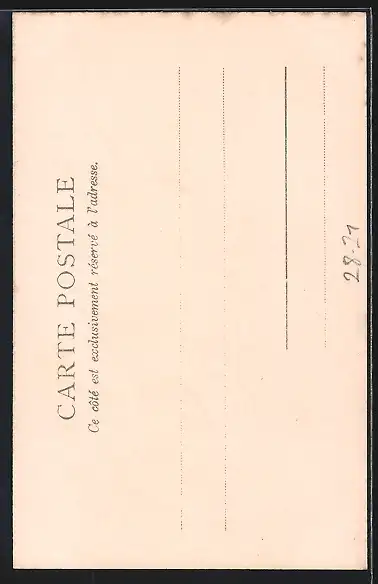 CARTE POSTALE
Ce côté est exclusivement réservé à l'adresse.
28-21